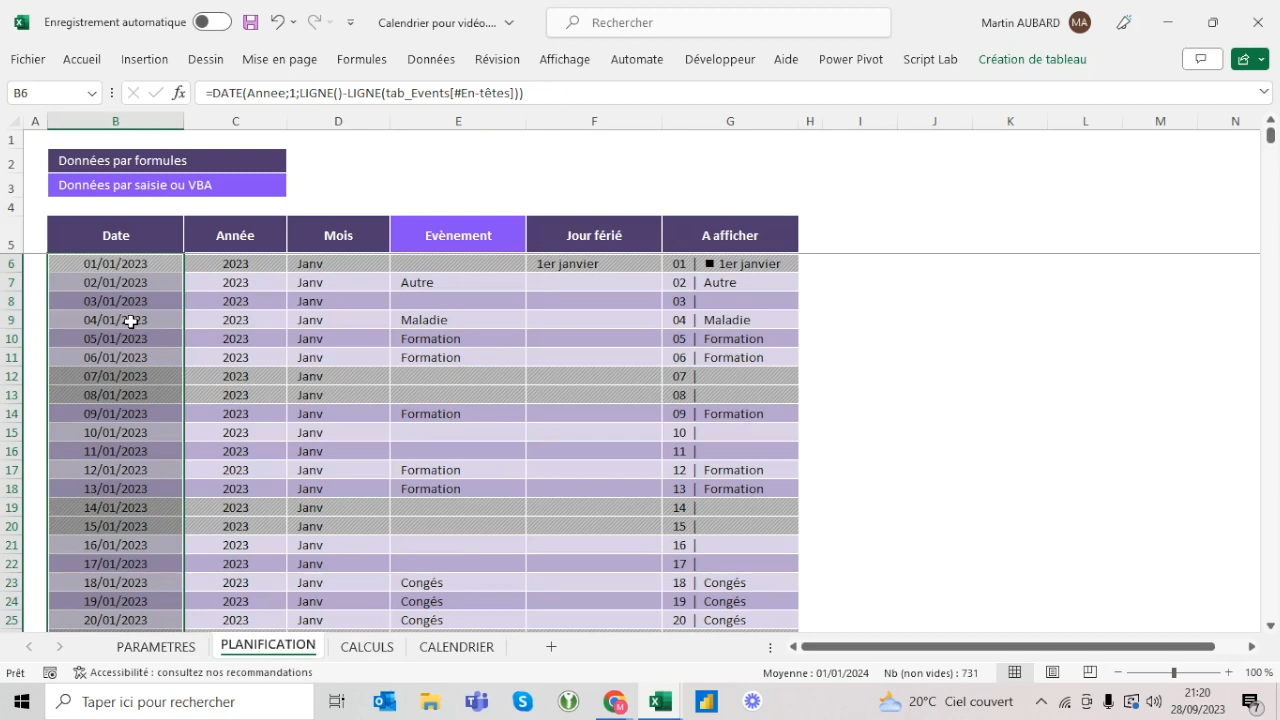 Enregistrement automatique
Calendrier pour vidéo....
Rechercher
Martin AUBARD
MA
Fichier Accueil Insertion Dessin Mise en page Formules Données Révision Affichage Automate Développeur Aide Power Pivot Script Lab Création de tableau
B6
fx
=DATE(Annee;1;LIGNE()-LIGNE(tab_Events[#En-têtes]))
A B C D E F G H I J K L M N
1
2 Données par formules
3 Données par saisie ou VBA
4
5 Date Année Mois Evènement Jour férié A afficher
6 01/01/2023 2023 Janv 1er janvier 01 | ■ 1er janvier
7 02/01/2023 2023 Janv Autre 02 | Autre
8 03/01/2023 2023 Janv 03 |
9 04/01/2023 2023 Janv Maladie 04 | Maladie
10 05/01/2023 2023 Janv Formation 05 | Formation
11 06/01/2023 2023 Janv Formation 06 | Formation
12 07/01/2023 2023 Janv 07 |
13 08/01/2023 2023 Janv 08 |
14 09/01/2023 2023 Janv Formation 09 | Formation
15 10/01/2023 2023 Janv 10 |
16 11/01/2023 2023 Janv 11 |
17 12/01/2023 2023 Janv Formation 12 | Formation
18 13/01/2023 2023 Janv Formation 13 | Formation
19 14/01/2023 2023 Janv 14 |
20 15/01/2023 2023 Janv 15 |
21 16/01/2023 2023 Janv 16 |
22 17/01/2023 2023 Janv 17 |
23 18/01/2023 2023 Janv Congés 18 | Congés
24 19/01/2023 2023 Janv Congés 19 | Congés
25 20/01/2023 2023 Janv Congés 20 | Congés
PARAMETRES PLANIFICATION CALCULS CALENDRIER
Prêt
Accessibilité : consultez nos recommandations
Moyenne : 01/01/2024 Nb (non vides) : 731
100 %
Taper ici pour rechercher
20°C Ciel couvert
21:20
28/09/2023
7